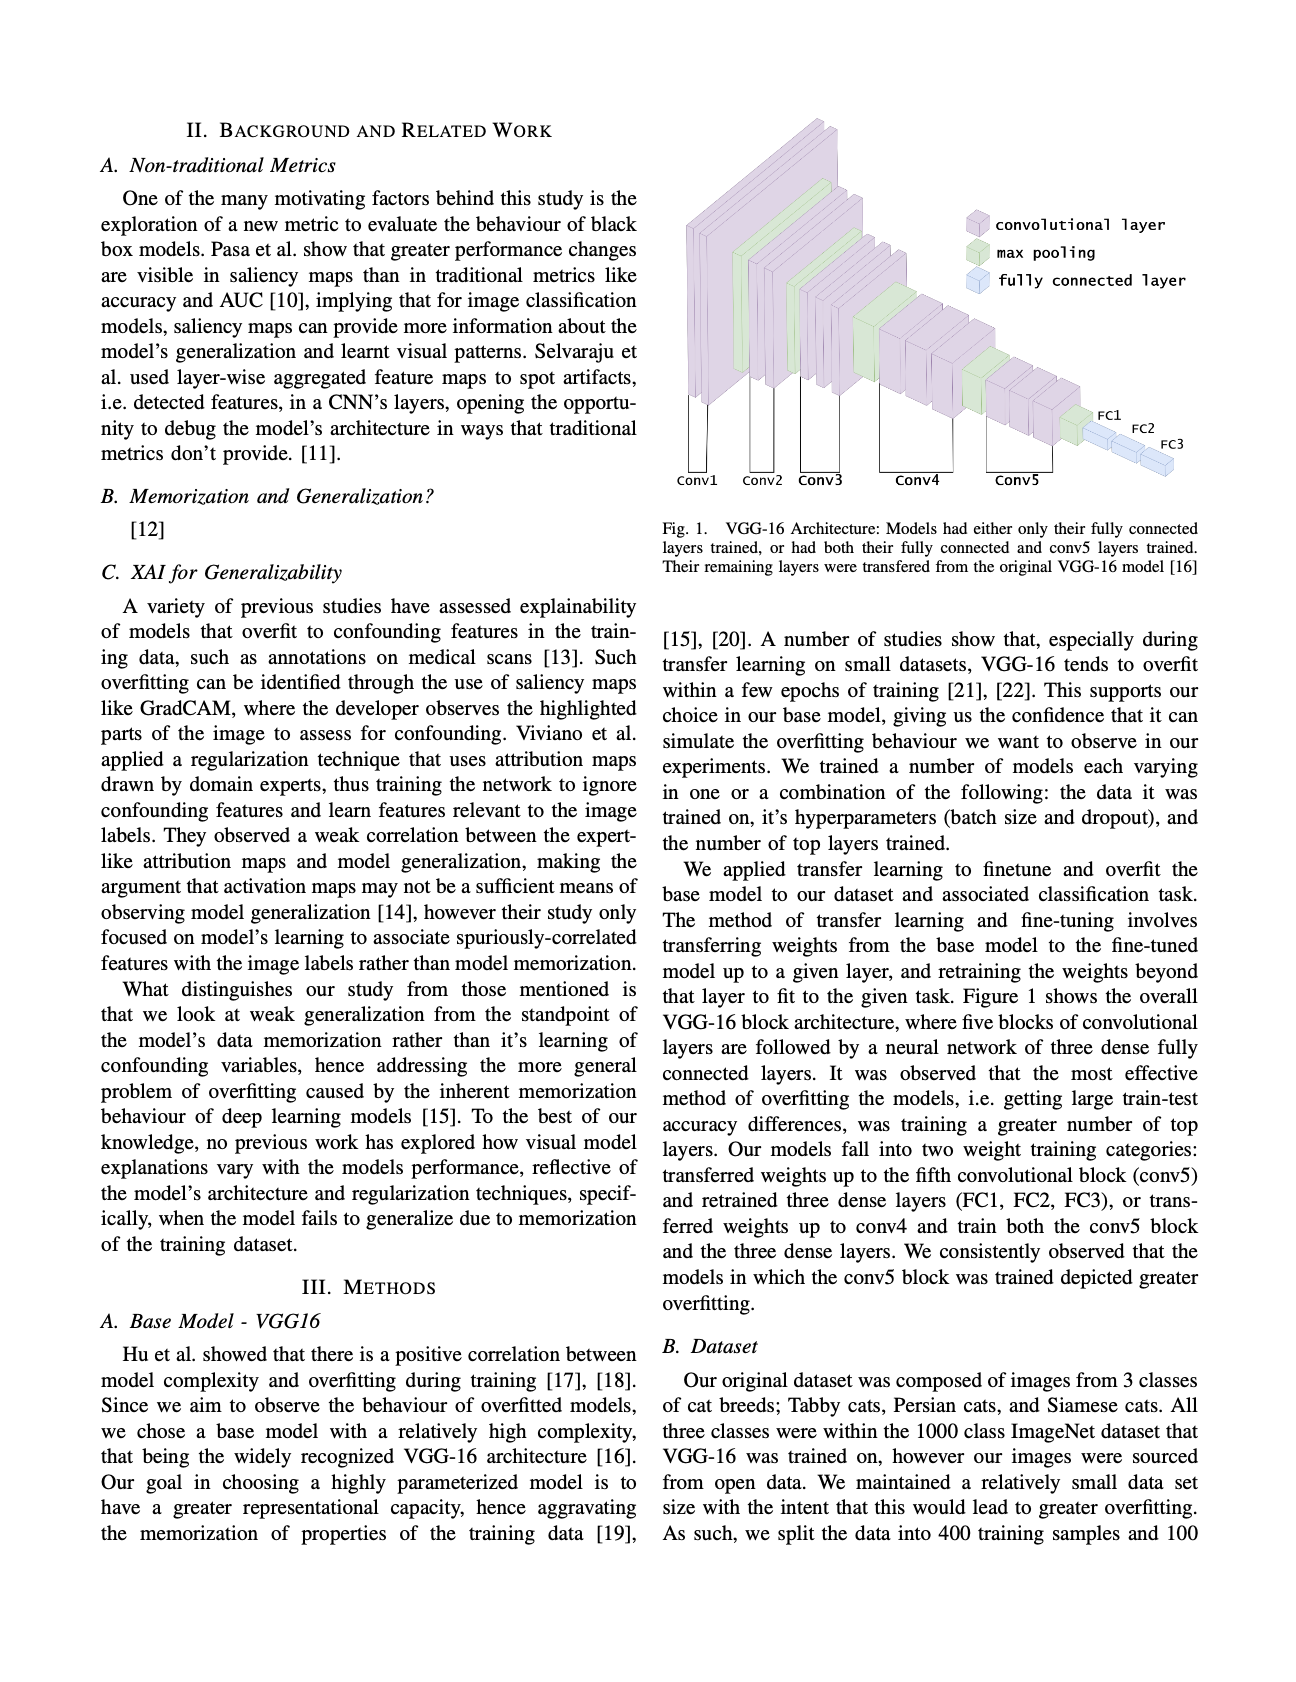 II. BACKGROUND AND RELATED WORK
A. Non-traditional Metrics
One of the many motivating factors behind this study is the
exploration of a new metric to evaluate the behaviour of black
box models. Pasa et al. show that greater performance changes
are visible in saliency maps than in traditional metrics like
accuracy and AUC [10], implying that for image classification
models, saliency maps can provide more information about the
model's generalization and learnt visual patterns. Selvaraju et
al. used layer-wise aggregated feature maps to spot artifacts,
i.e. detected features, in a CNN's layers, opening the opportu-
nity to debug the model's architecture in ways that traditional
metrics don't provide. [11].
B. Memorization and Generalization?
[12]
C. XAI for Generalizability
A variety of previous studies have assessed explainability
of models that overfit to confounding features in the train-
ing data, such as annotations on medical scans [13]. Such
overfitting can be identified through the use of saliency maps
like GradCAM, where the developer observes the highlighted
parts of the image to assess for confounding. Viviano et al.
applied a regularization technique that uses attribution maps
drawn by domain experts, thus training the network to ignore
confounding features and learn features relevant to the image
labels. They observed a weak correlation between the expert-
like attribution maps and model generalization, making the
argument that activation maps may not be a sufficient means of
observing model generalization [14], however their study only
focused on model's learning to associate spuriously-correlated
features with the image labels rather than model memorization.
What distinguishes our study from those mentioned is
that we look at weak generalization from the standpoint of
the model's data memorization rather than it's learning of
confounding variables, hence addressing the more general
problem of overfitting caused by the inherent memorization
behaviour of deep learning models [15]. To the best of our
knowledge, no previous work has explored how visual model
explanations vary with the models performance, reflective of
the model's architecture and regularization techniques, specif-
ically, when the model fails to generalize due to memorization
of the training dataset.
III. METHODS
A. Base Model - VGG16
Hu et al. showed that there is a positive correlation between
model complexity and overfitting during training [17], [18].
Since we aim to observe the behaviour of overfitted models,
we chose a base model with a relatively high complexity,
that being the widely recognized VGG-16 architecture [16].
Our goal in choosing a highly parameterized model is to
have a greater representational capacity, hence aggravating
the memorization of properties of the training data [19],
convolutional layer
max pooling
fully connected layer
FC1
FC2
FC3
Conv1 Conv2 Conv3 Conv4 Conv5
Fig. 1. VGG-16 Architecture: Models had either only their fully connected
layers trained, or had both their fully connected and conv5 layers trained.
Their remaining layers were transfered from the original VGG-16 model [16]
[15], [20]. A number of studies show that, especially during
transfer learning on small datasets, VGG-16 tends to overfit
within a few epochs of training [21], [22]. This supports our
choice in our base model, giving us the confidence that it can
simulate the overfitting behaviour we want to observe in our
experiments. We trained a number of models each varying
in one or a combination of the following: the data it was
trained on, it's hyperparameters (batch size and dropout), and
the number of top layers trained.
We applied transfer learning to finetune and overfit the
base model to our dataset and associated classification task.
The method of transfer learning and fine-tuning involves
transferring weights from the base model to the fine-tuned
model up to a given layer, and retraining the weights beyond
that layer to fit to the given task. Figure 1 shows the overall
VGG-16 block architecture, where five blocks of convolutional
layers are followed by a neural network of three dense fully
connected layers. It was observed that the most effective
method of overfitting the models, i.e. getting large train-test
accuracy differences, was training a greater number of top
layers. Our models fall into two weight training categories:
transferred weights up to the fifth convolutional block (conv5)
and retrained three dense layers (FC1, FC2, FC3), or trans-
ferred weights up to conv4 and train both the conv5 block
and the three dense layers. We consistently observed that the
models in which the conv5 block was trained depicted greater
overfitting.
B. Dataset
Our original dataset was composed of images from 3 classes
of cat breeds; Tabby cats, Persian cats, and Siamese cats. All
three classes were within the 1000 class ImageNet dataset that
VGG-16 was trained on, however our images were sourced
from open data. We maintained a relatively small data set
size with the intent that this would lead to greater overfitting.
As such, we split the data into 400 training samples and 100